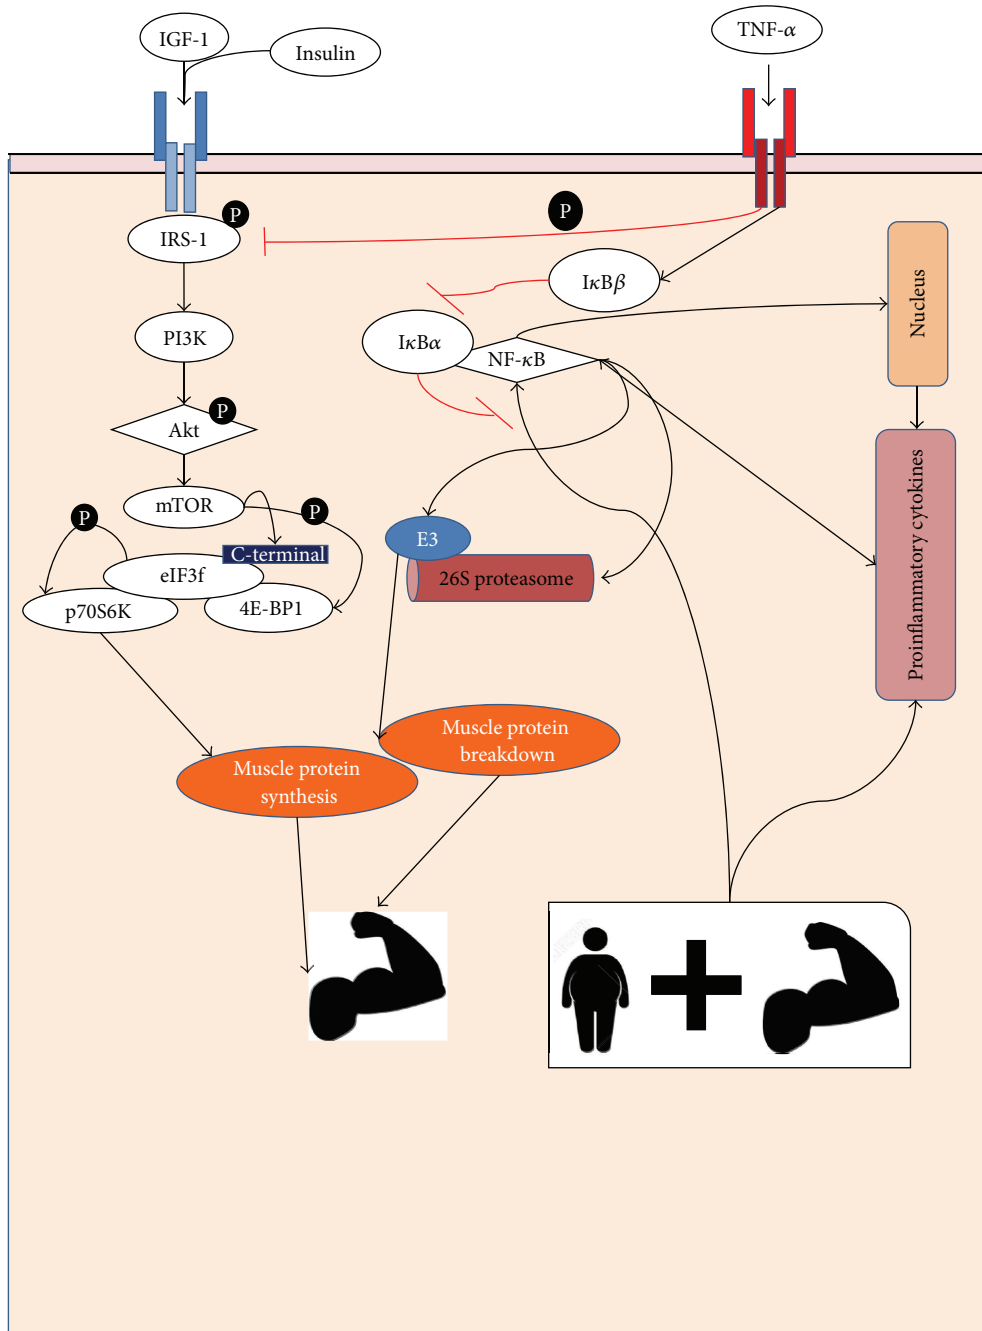 IGF-1
Insulin
TNF-α
P
IRS-1
P
IκBβ
Nucleus
PI3K
IκBα
NF-κB
P
Akt
mTOR
P
P
C-terminal
eIF3f
p70S6K
4E-BP1
E3
26S proteasome
Proinflammatory cytokines
Muscle protein
breakdown
Muscle protein
synthesis